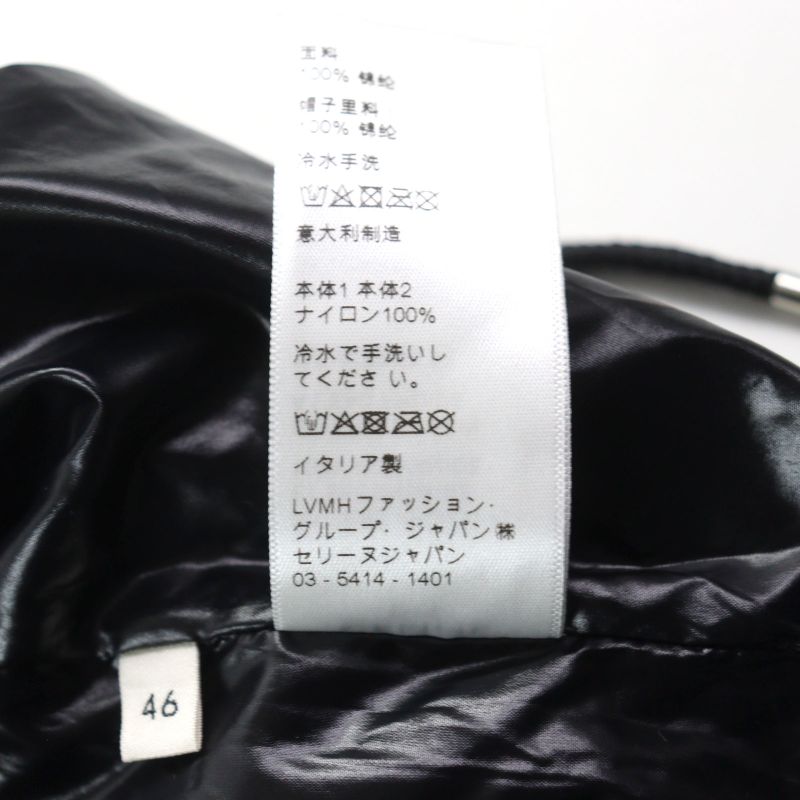 面料
100% 锦纶
帽子里料
100% 锦纶
冷水手洗
意大利制造
本体1 本体2
ナイロン100%
冷水で手洗いし
てくださ い。
イタリア製
LVMHファッション·
グループ· ジャパン㈱
セリーヌジャパン
03 - 5414 - 1401
46